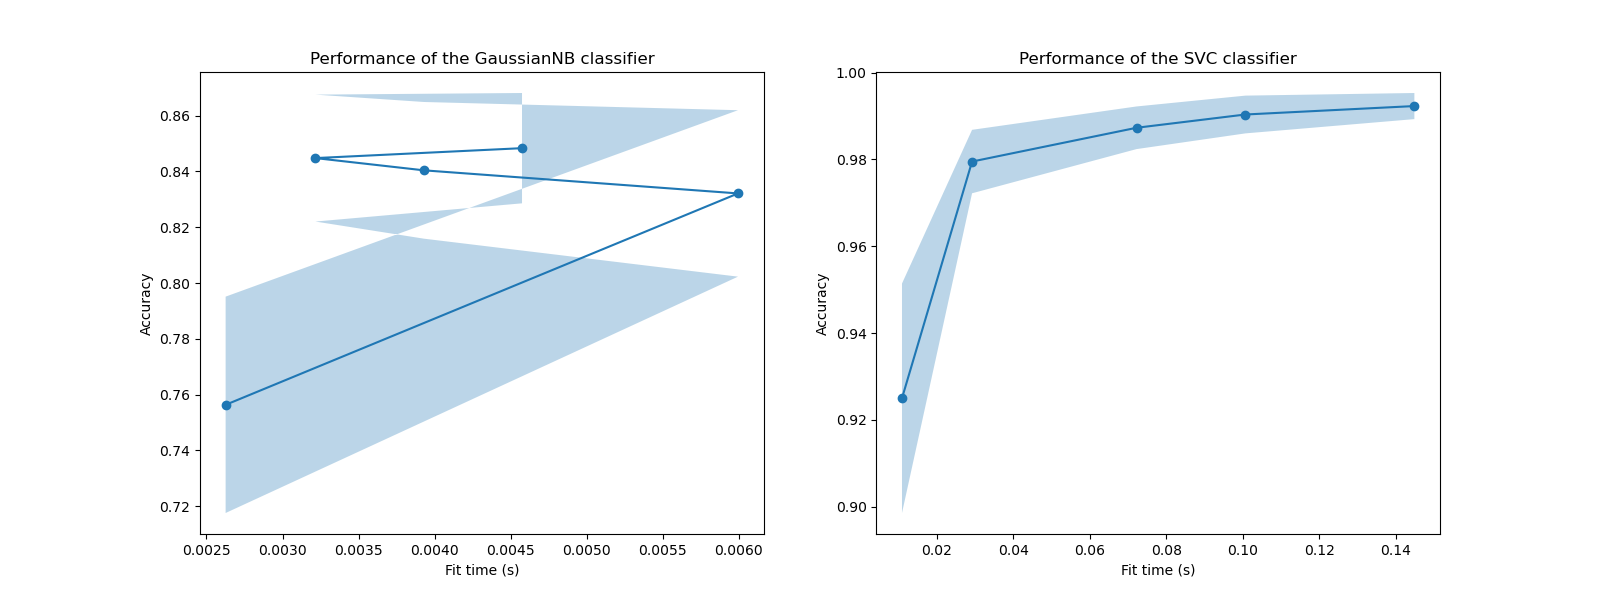 Performance of the GaussianNB classifier
Accuracy
0.86
0.84
0.82
0.80
0.78
0.76
0.74
0.72
0.0025 0.0030 0.0035 0.0040 0.0045 0.0050 0.0055 0.0060
Fit time (s)
Performance of the SVC classifier
Accuracy
1.00
0.98
0.96
0.94
0.92
0.90
0.02 0.04 0.06 0.08 0.10 0.12 0.14
Fit time (s)